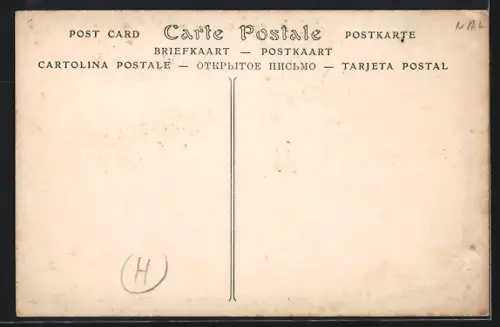 POST CARD Carte Postale POSTKARTE
BRIEFKAART — POSTKAART
CARTOLINA POSTALE — ОТКРЫТОЕ ПИСЬМО — TARJETA POSTAL
H